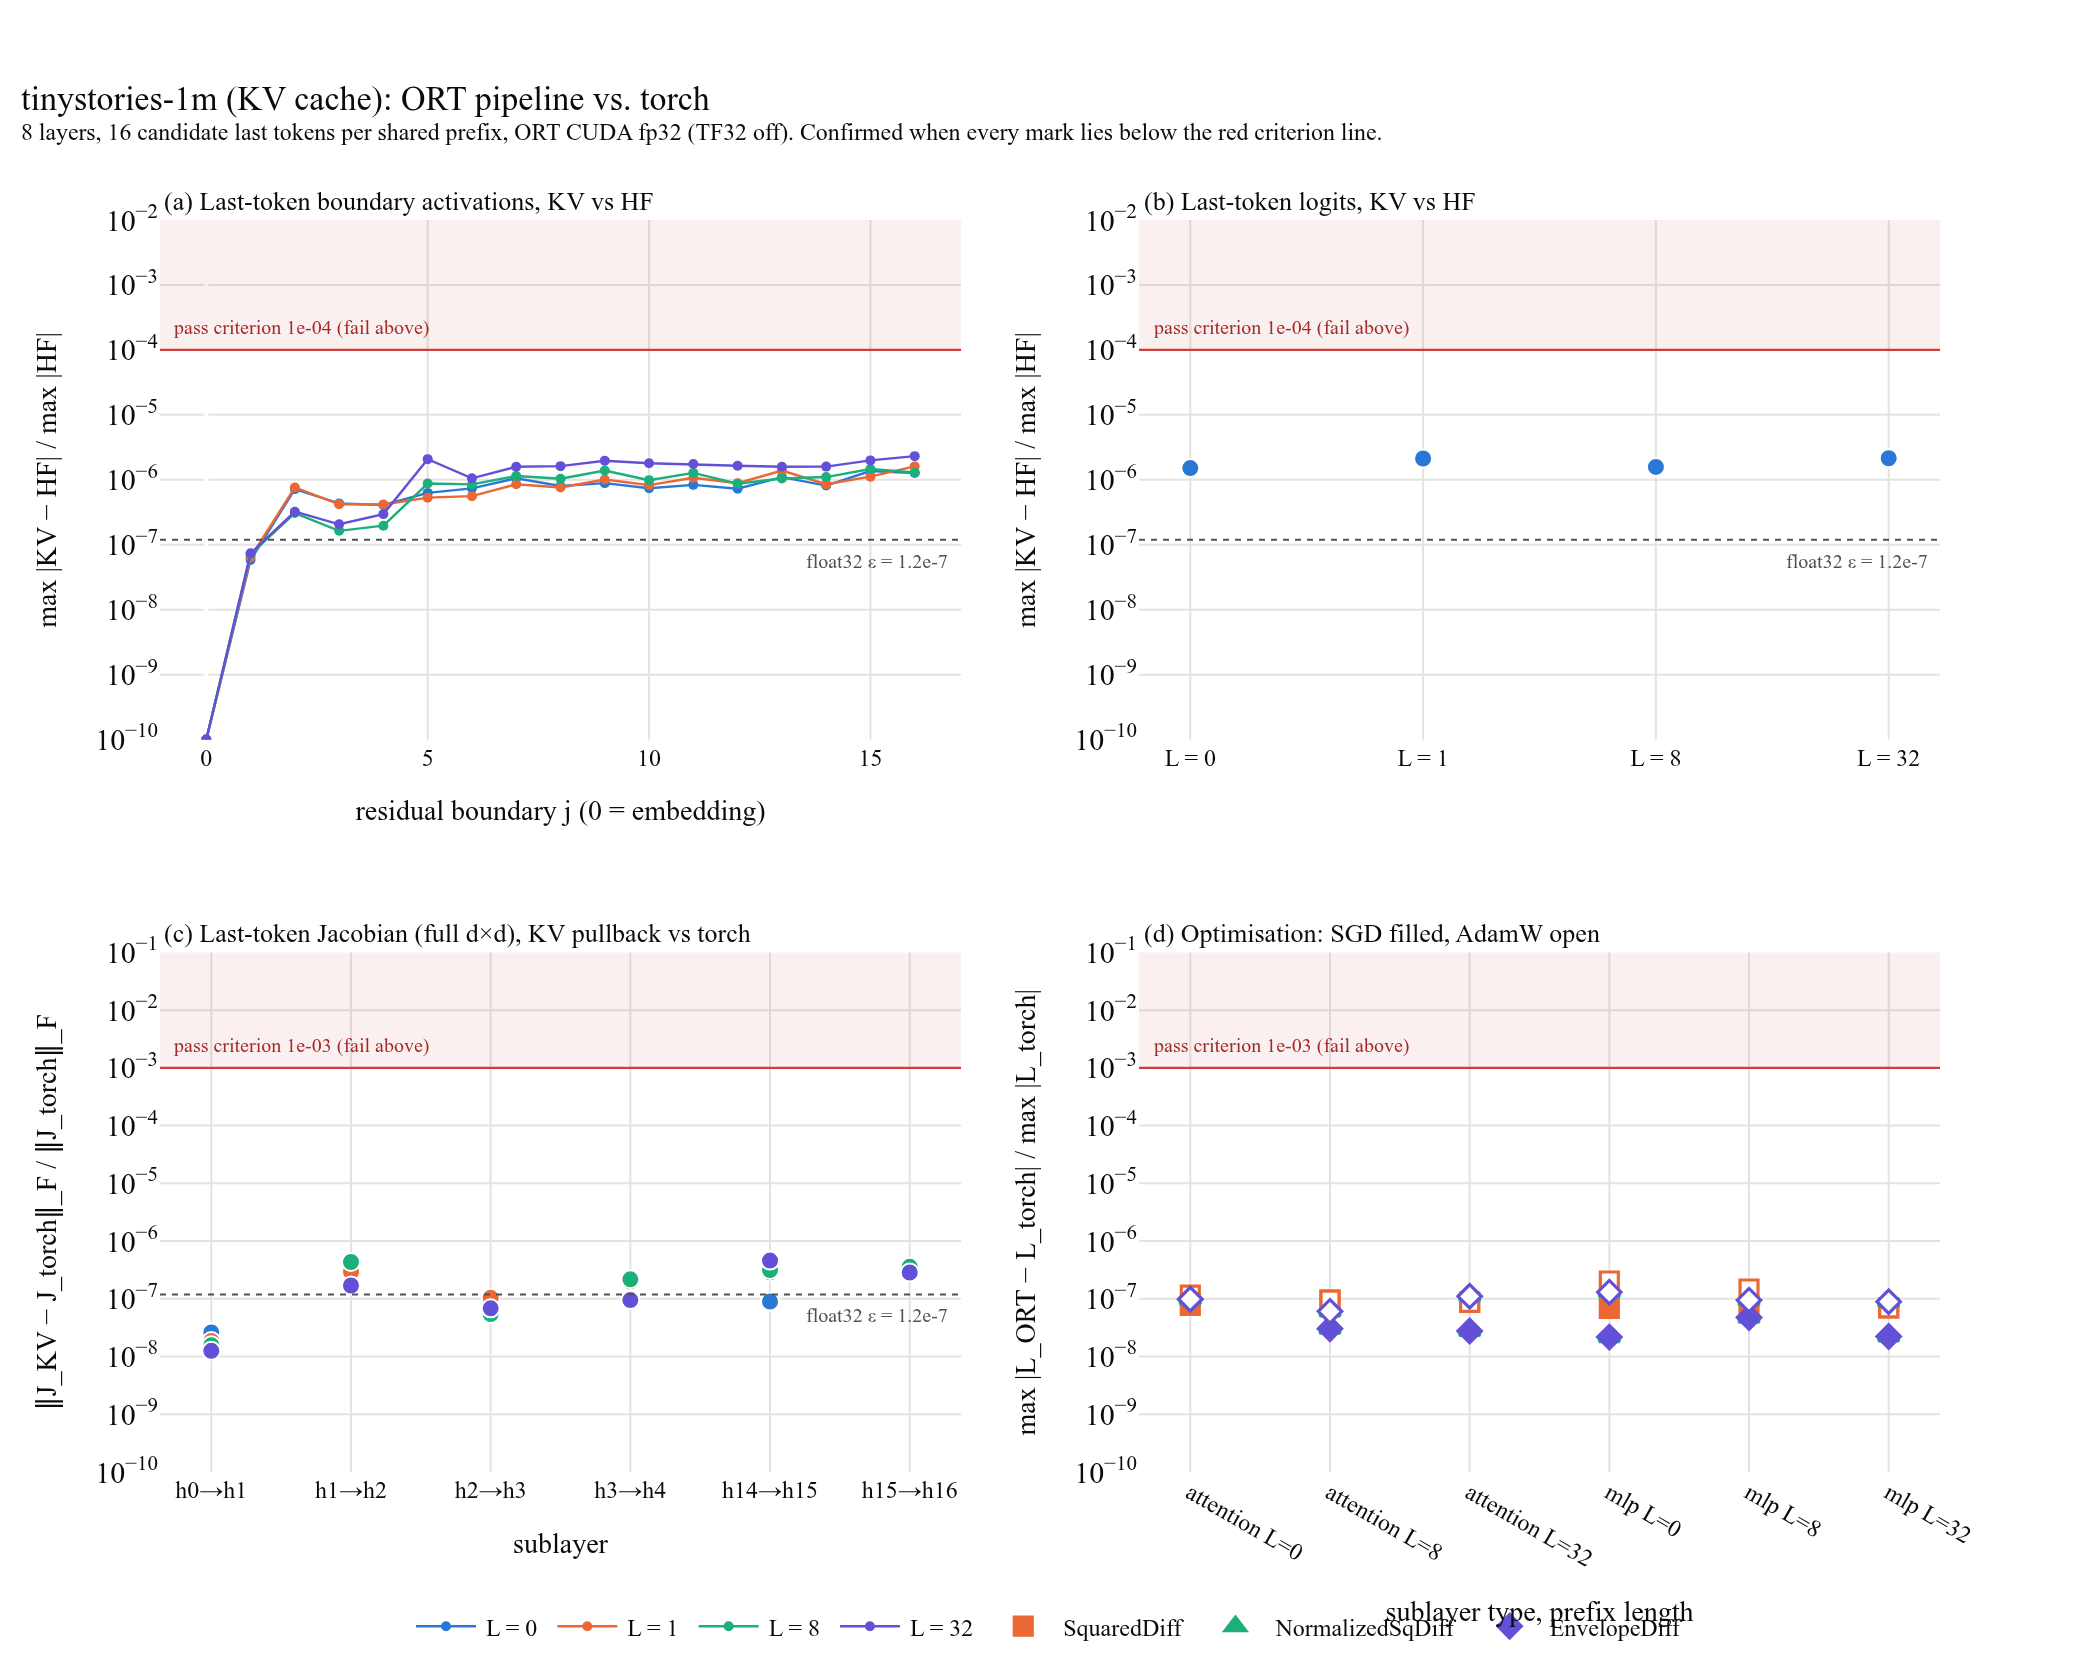 tinystories-1m (KV cache): ORT pipeline vs. torch
8 layers, 16 candidate last tokens per shared prefix, ORT CUDA fp32 (TF32 off). Confirmed when every mark lies below the red criterion line.
(a) Last-token boundary activations, KV vs HF
max |KV − HF| / max |HF|
10−2
10−3
10−4
10−5
10−6
10−7
10−8
10−9
10−10
pass criterion 1e-04 (fail above)
float32 ε = 1.2e-7
0
5
10
15
residual boundary j (0 = embedding)
(b) Last-token logits, KV vs HF
max |KV − HF| / max |HF|
10−2
10−3
10−4
10−5
10−6
10−7
10−8
10−9
10−10
pass criterion 1e-04 (fail above)
float32 ε = 1.2e-7
L = 0
L = 1
L = 8
L = 32
(c) Last-token Jacobian (full d×d), KV pullback vs torch
‖J_KV − J_torch‖_F / ‖J_torch‖_F
10−1
10−2
10−3
10−4
10−5
10−6
10−7
10−8
10−9
10−10
pass criterion 1e-03 (fail above)
float32 ε = 1.2e-7
h0→h1
h1→h2
h2→h3
h3→h4
h14→h15
h15→h16
sublayer
(d) Optimisation: SGD filled, AdamW open
max |L_ORT − L_torch| / max |L_torch|
10−1
10−2
10−3
10−4
10−5
10−6
10−7
10−8
10−9
10−10
pass criterion 1e-03 (fail above)
attention L=0
attention L=8
attention L=32
mlp L=0
mlp L=8
mlp L=32
sublayer type, prefix length
L = 0
L = 1
L = 8
L = 32
SquaredDiff
NormalizedSqDiff
EnvelopeDiff